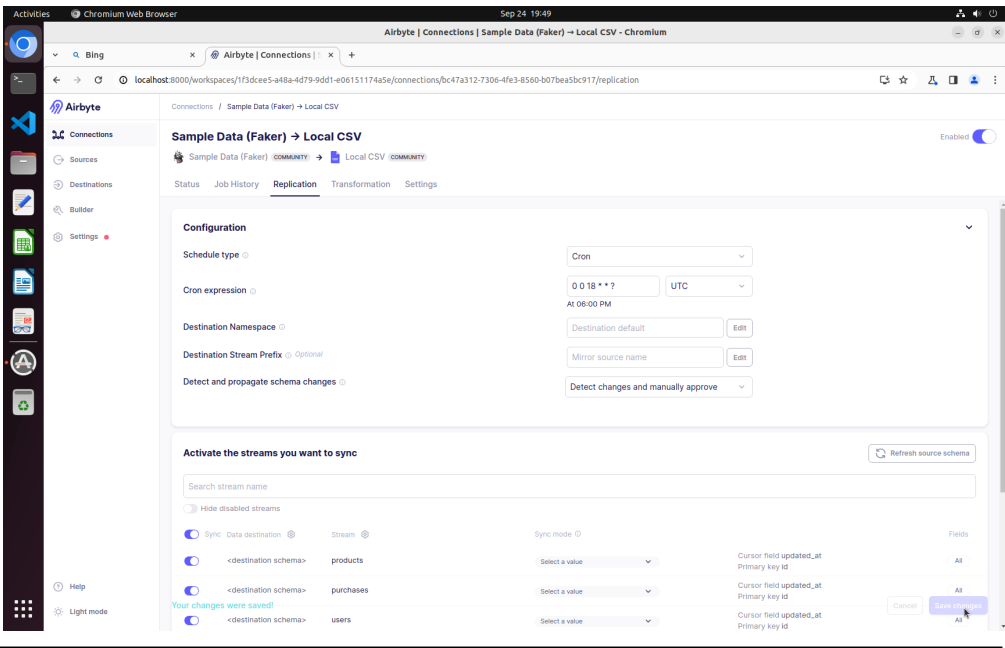 Activities Chromium Web Browser Sep 24 19:49
Airbyte | Connections | Sample Data (Faker) → Local CSV - Chromium
Bing Airbyte | Connections |
localhost:8000/workspaces/1f3dcee5-a48a-4d79-9dd1-e06151174a5e/connections/bc47a312-7306-4fe3-8560-b07bea5bc917/replication
Airbyte Connections / Sample Data (Faker) → Local CSV
Connections
Sources
Destinations
Builder
Settings
Help
Light mode
Sample Data (Faker) → Local CSV Enabled
Sample Data (Faker) COMMUNITY → Local CSV COMMUNITY
Status Job History Replication Transformation Settings
Configuration
Schedule type Cron
Cron expression 0 0 18 * * ? UTC
At 06:00 PM
Destination Namespace Destination default Edit
Destination Stream Prefix Optional Mirror source name Edit
Detect and propagate schema changes Detect changes and manually approve
Activate the streams you want to sync Refresh source schema
Search stream name
Hide disabled streams
Sync Data destination Stream Sync mode Fields
<destination schema> products Select a value Cursor field updated_at All
Primary key id
<destination schema> purchases Select a value Cursor field updated_at All
Primary key id
Your changes were saved! Cancel Save changes
<destination schema> users Select a value Cursor field updated_at All
Primary key id